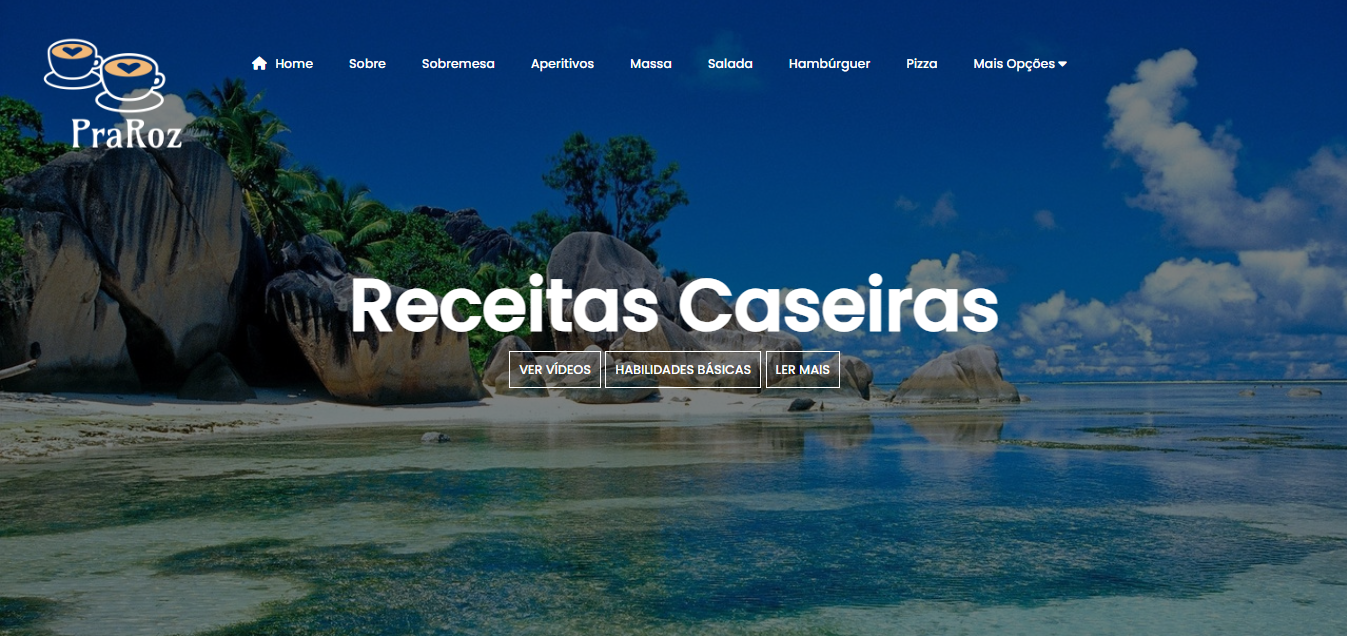 Home Sobre Sobremesa Aperitivos Massa Salada Hambúrguer Pizza Mais Opções
PraRoz
Receitas Caseiras
VER VÍDEOS HABILIDADES BÁSICAS LER MAIS